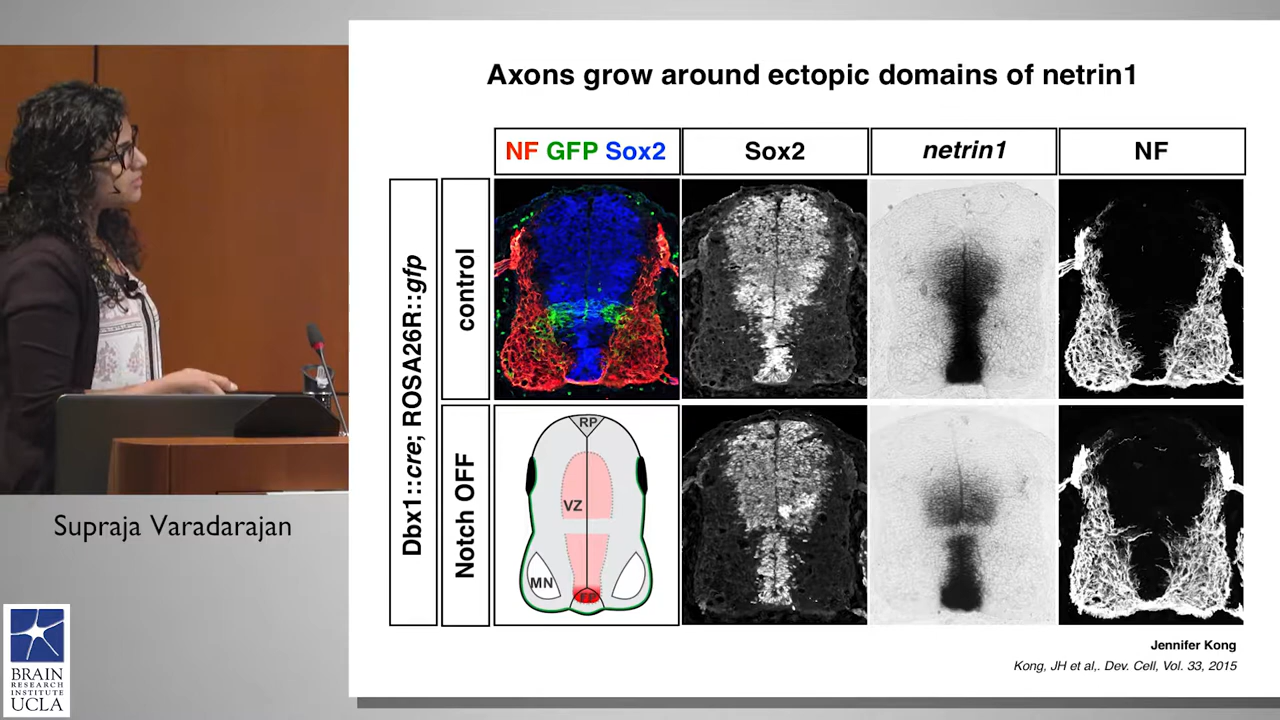 Axons grow around ectopic domains of netrin1
NF GFP Sox2
Sox2
netrin1
NF
Dbx1::cre; ROSA26R::gfp
control
Notch OFF
RP
VZ
MN
FP
Jennifer Kong
Kong, JH et al,. Dev. Cell, Vol. 33, 2015
Supraja Varadarajan
BRAIN
RESEARCH
INSTITUTE
UCLA